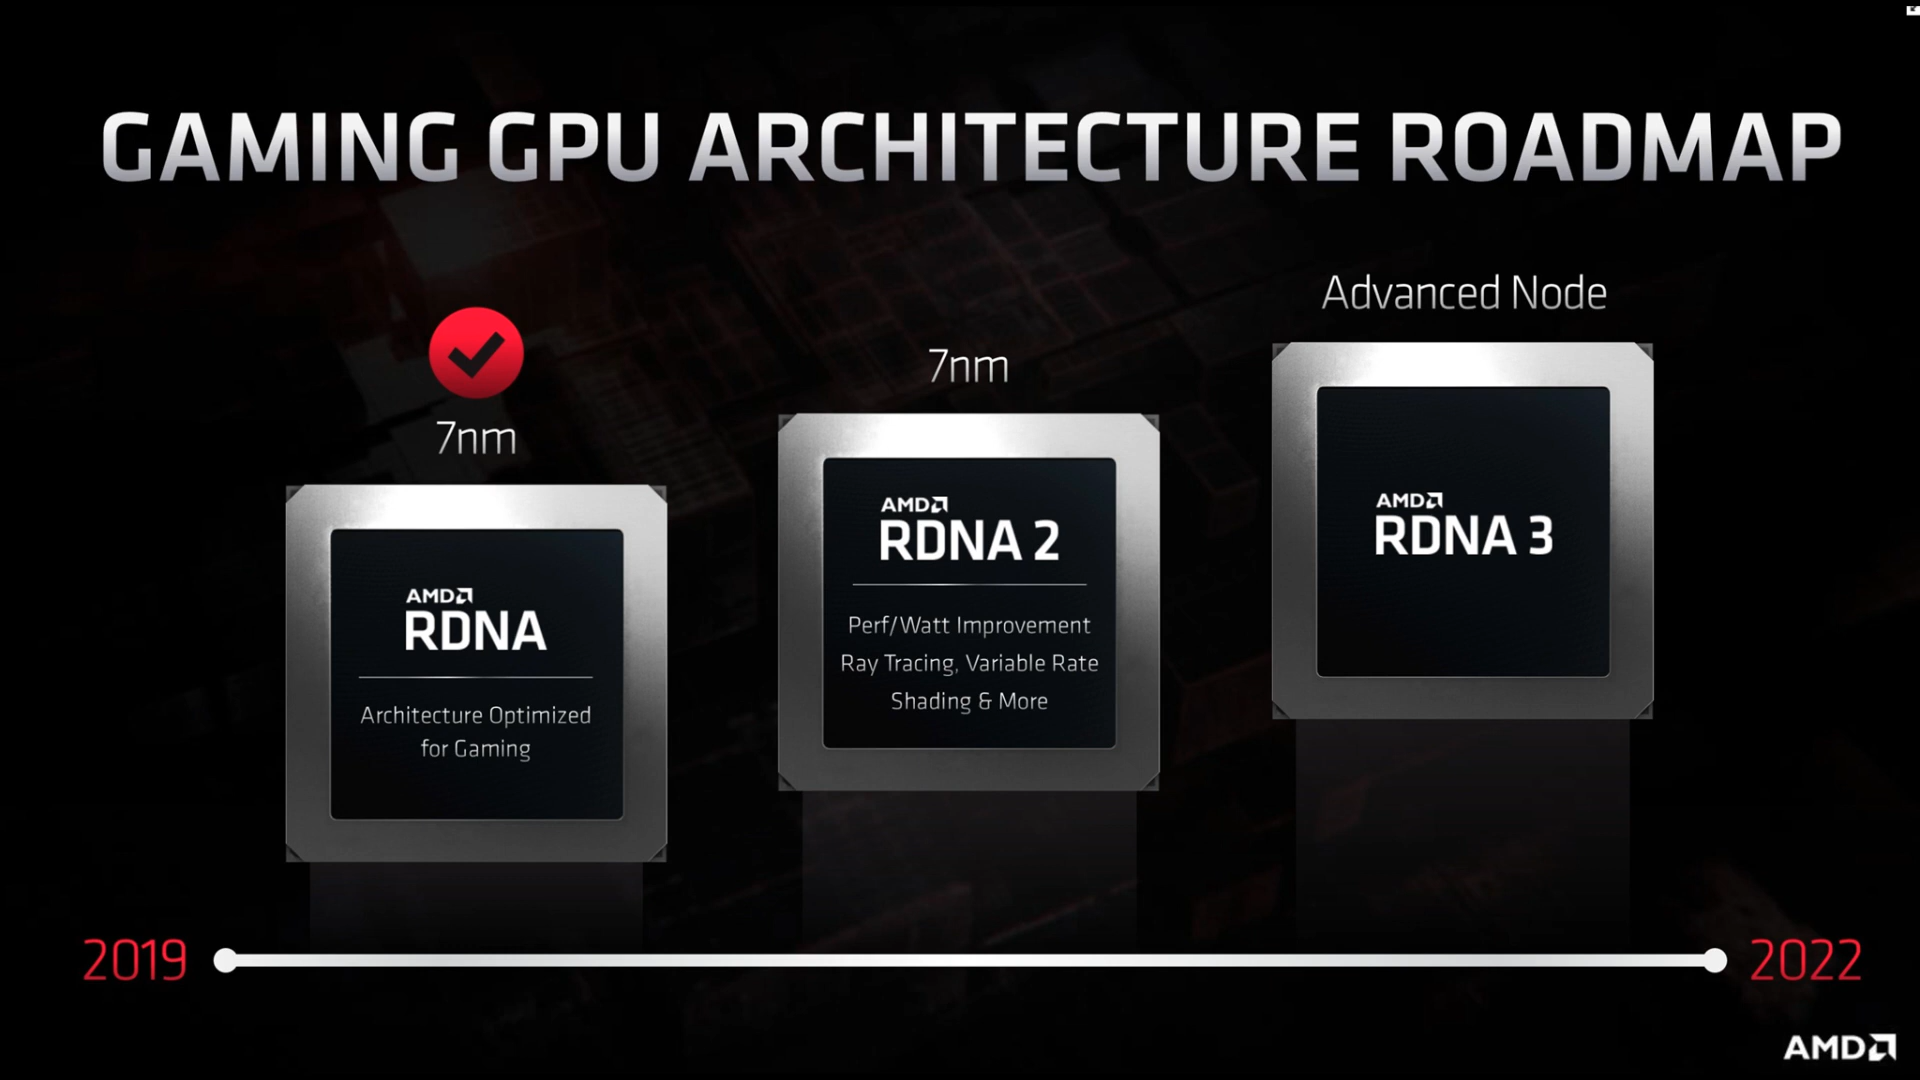 GAMING GPU ARCHITECTURE ROADMAP
7nm
AMD
RDNA
Architecture Optimized
for Gaming
7nm
AMD
RDNA 2
Perf/Watt Improvement
Ray Tracing, Variable Rate
Shading & More
Advanced Node
AMD
RDNA 3
2019
2022
AMD